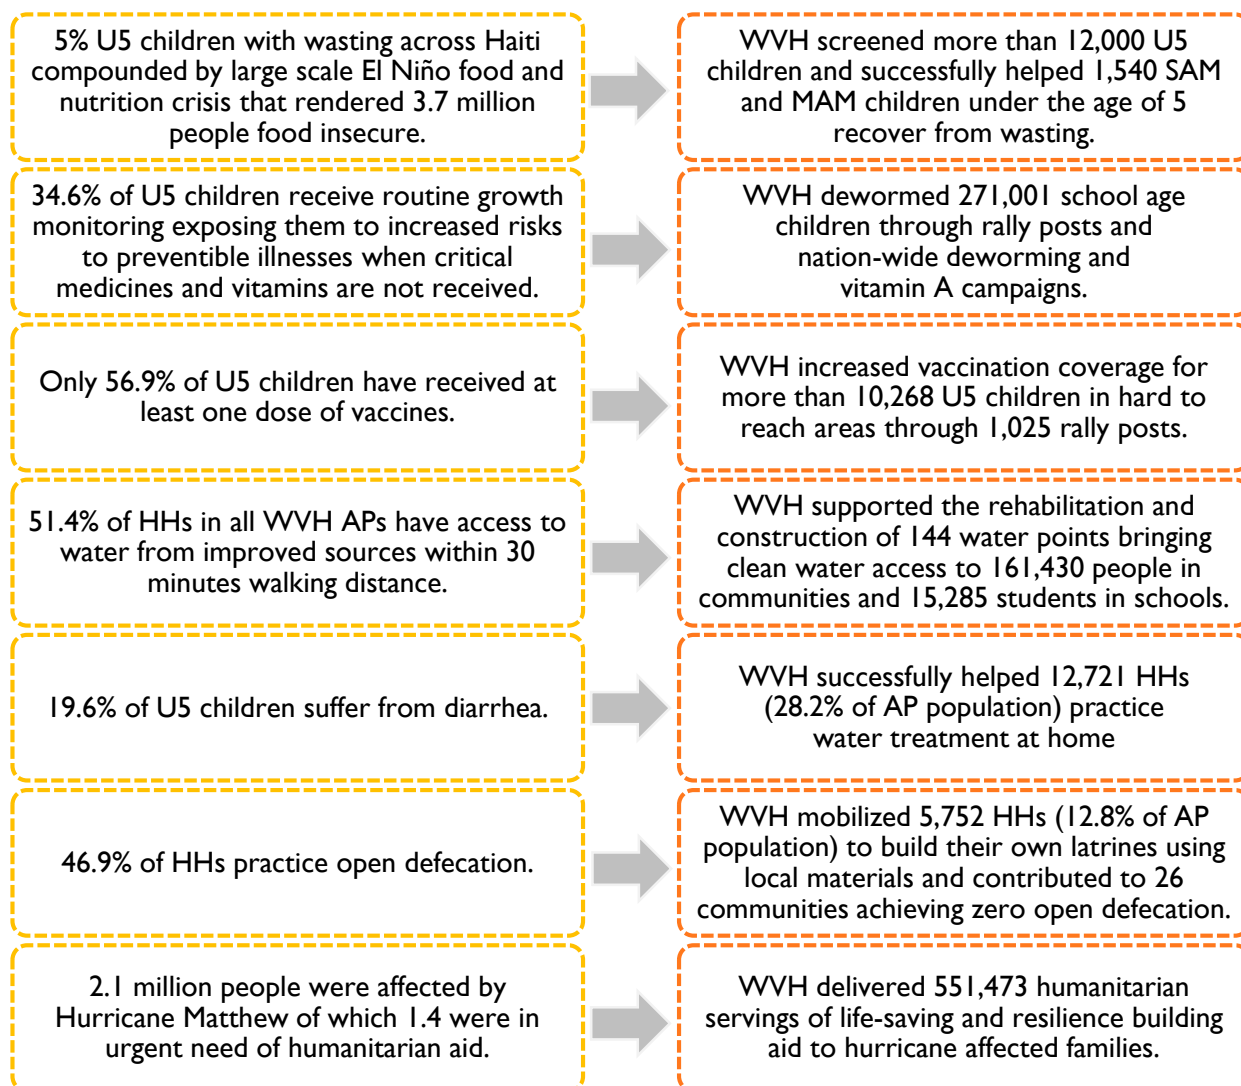 5% U5 children with wasting across Haiti
compounded by large scale El Niño food and
nutrition crisis that rendered 3.7 million
people food insecure.
WVH screened more than 12,000 U5
children and successfully helped 1,540 SAM
and MAM children under the age of 5
recover from wasting.
34.6% of U5 children receive routine growth
monitoring exposing them to increased risks
to preventible illnesses when critical
medicines and vitamins are not received.
WVH dewormed 271,001 school age
children through rally posts and
nation-wide deworming and
vitamin A campaigns.
Only 56.9% of U5 children have received at
least one dose of vaccines.
WVH increased vaccination coverage for
more than 10,268 U5 children in hard to
reach areas through 1,025 rally posts.
51.4% of HHs in all WVH APs have access to
water from improved sources within 30
minutes walking distance.
WVH supported the rehabilitation and
construction of 144 water points bringing
clean water access to 161,430 people in
communities and 15,285 students in schools.
19.6% of U5 children suffer from diarrhea.
WVH successfully helped 12,721 HHs
(28.2% of AP population) practice
water treatment at home
46.9% of HHs practice open defecation.
WVH mobilized 5,752 HHs (12.8% of AP
population) to build their own latrines using
local materials and contributed to 26
communities achieving zero open defecation.
2.1 million people were affected by
Hurricane Matthew of which 1.4 were in
urgent need of humanitarian aid.
WVH delivered 551,473 humanitarian
servings of life-saving and resilience building
aid to hurricane affected families.